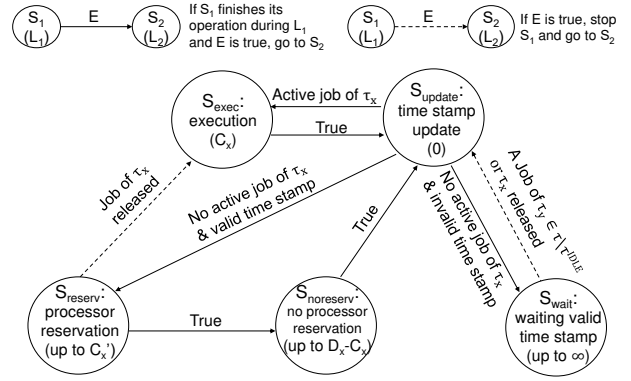 S1
(L1)
E
S2
(L2)
If S1 finishes its
operation during L1
and E is true, go to S2
S1
(L1)
E
S2
(L2)
If E is true, stop
S1 and go to S2
Sexec:
execution
(Cx)
Active job of τx
True
Supdate:
time stamp
update
(0)
Job of τx
released
No active job of τx
& valid time stamp
True
No active job of τx
& invalid time stamp
A Job of τy ∈ τ\τIDLE
or τx released
Sreserv:
processor
reservation
(up to Cx')
True
Snoreserv:
no processor
reservation
(up to Dx-Cx)
Swait:
waiting valid
time stamp
(up to ∞)